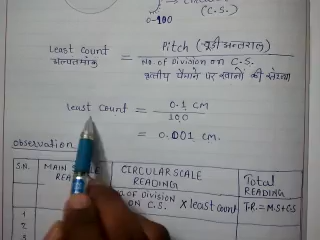 (C.S.)
0-100
Least Count = Pitch (चूड़ी अन्तराल)
अल्पतमांक No. of Division on C.S.
वृत्तीय पैमाने पर खानों की संख्या
Least Count = 0.1 CM
100
= 0.001 CM.
Observation
S.N. MAIN CIRCULAR SCALE Total
READING READING
OF DIVISION ON C.S. × least count T.R. = M.S+C.S
1
2